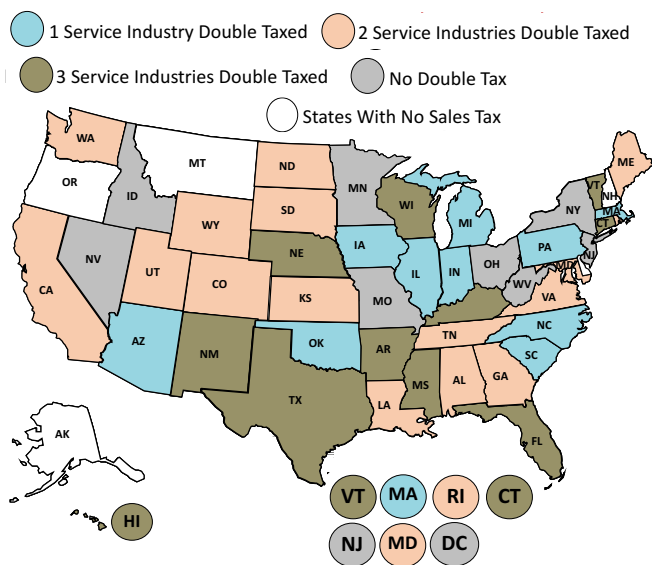 1 Service Industry Double Taxed
2 Service Industries Double Taxed
3 Service Industries Double Taxed
No Double Tax
States With No Sales Tax
WA
MT
ND
MN
ME
OR
ID
SD
WI
VT
NH
WY
MI
NY
MA
CT
NE
IA
PA
NV
UT
CO
IL
IN
OH
NJ
CA
KS
MO
WV
MD
VA
AZ
NM
OK
AR
TN
NC
SC
TX
LA
MS
AL
GA
FL
AK
HI
VT
MA
RI
CT
NJ
MD
DC